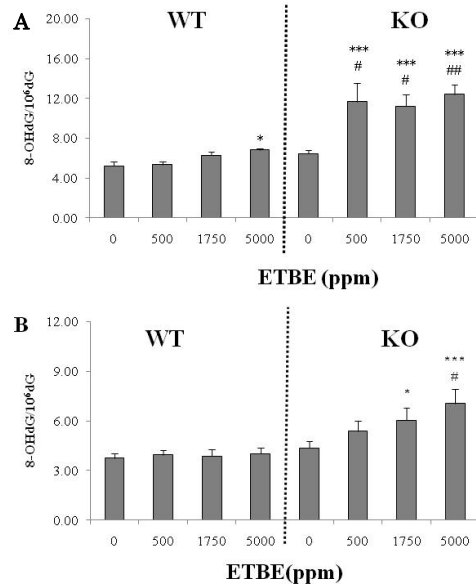 A
WT
KO
8-OHdG/10⁶dG
20.00
16.00
12.00
8.00
4.00
0.00
*
***
#
***
#
***
##
0 500 1750 5000 0 500 1750 5000
ETBE (ppm)
B
WT
KO
8-OHdG/10⁶dG
12.00
9.00
6.00
3.00
0.00
*
***
#
0 500 1750 5000 0 500 1750 5000
ETBE(ppm)